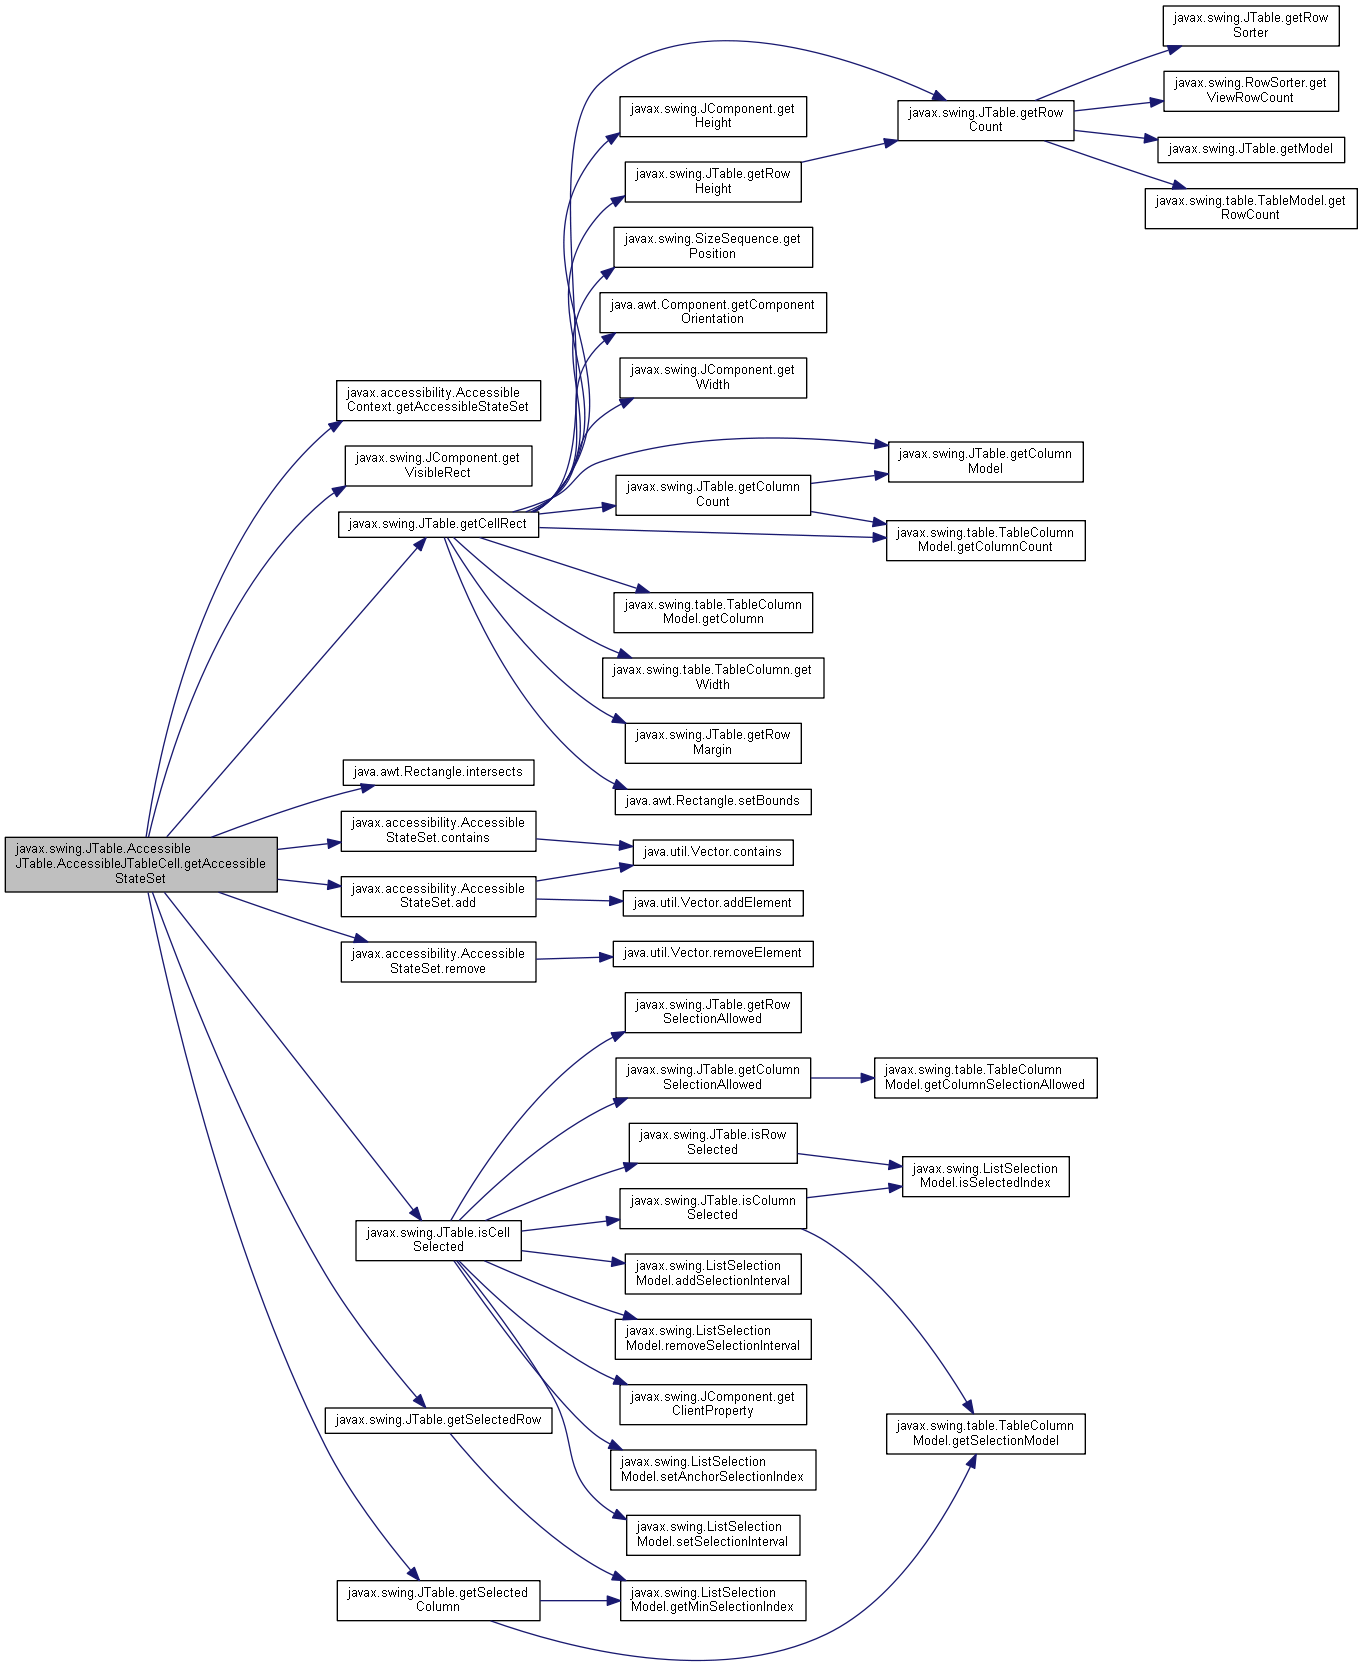 javax.swing.JTable.getRow
Sorter
javax.swing.RowSorter.get
ViewRowCount
javax.swing.JTable.getRow
Count
javax.swing.JTable.getModel
javax.swing.table.TableModel.get
RowCount
javax.swing.JComponent.get
Height
javax.swing.JTable.getRow
Height
javax.swing.SizeSequence.get
Position
java.awt.Component.getComponent
Orientation
javax.swing.JComponent.get
Width
javax.accessibility.Accessible
Context.getAccessibleStateSet
javax.swing.JComponent.get
VisibleRect
javax.swing.JTable.getCellRect
javax.swing.JTable.getColumn
Model
javax.swing.JTable.getColumn
Count
javax.swing.table.TableColumn
Model.getColumnCount
javax.swing.table.TableColumn
Model.getColumn
javax.swing.table.TableColumn.get
Width
javax.swing.JTable.getRow
Margin
java.awt.Rectangle.setBounds
java.awt.Rectangle.intersects
javax.accessibility.Accessible
StateSet.contains
java.util.Vector.contains
javax.swing.JTable.Accessible
JTable.AccessibleJTableCell.getAccessible
StateSet
javax.accessibility.Accessible
StateSet.add
java.util.Vector.addElement
javax.accessibility.Accessible
StateSet.remove
java.util.Vector.removeElement
javax.swing.JTable.getRow
SelectionAllowed
javax.swing.JTable.getColumn
SelectionAllowed
javax.swing.table.TableColumn
Model.getColumnSelectionAllowed
javax.swing.JTable.isRow
Selected
javax.swing.ListSelection
Model.isSelectedIndex
javax.swing.JTable.isColumn
Selected
javax.swing.JTable.isCell
Selected
javax.swing.ListSelection
Model.addSelectionInterval
javax.swing.ListSelection
Model.removeSelectionInterval
javax.swing.JComponent.get
ClientProperty
javax.swing.JTable.getSelectedRow
javax.swing.table.TableColumn
Model.getSelectionModel
javax.swing.ListSelection
Model.setAnchorSelectionIndex
javax.swing.ListSelection
Model.setSelectionInterval
javax.swing.JTable.getSelected
Column
javax.swing.ListSelection
Model.getMinSelectionIndex